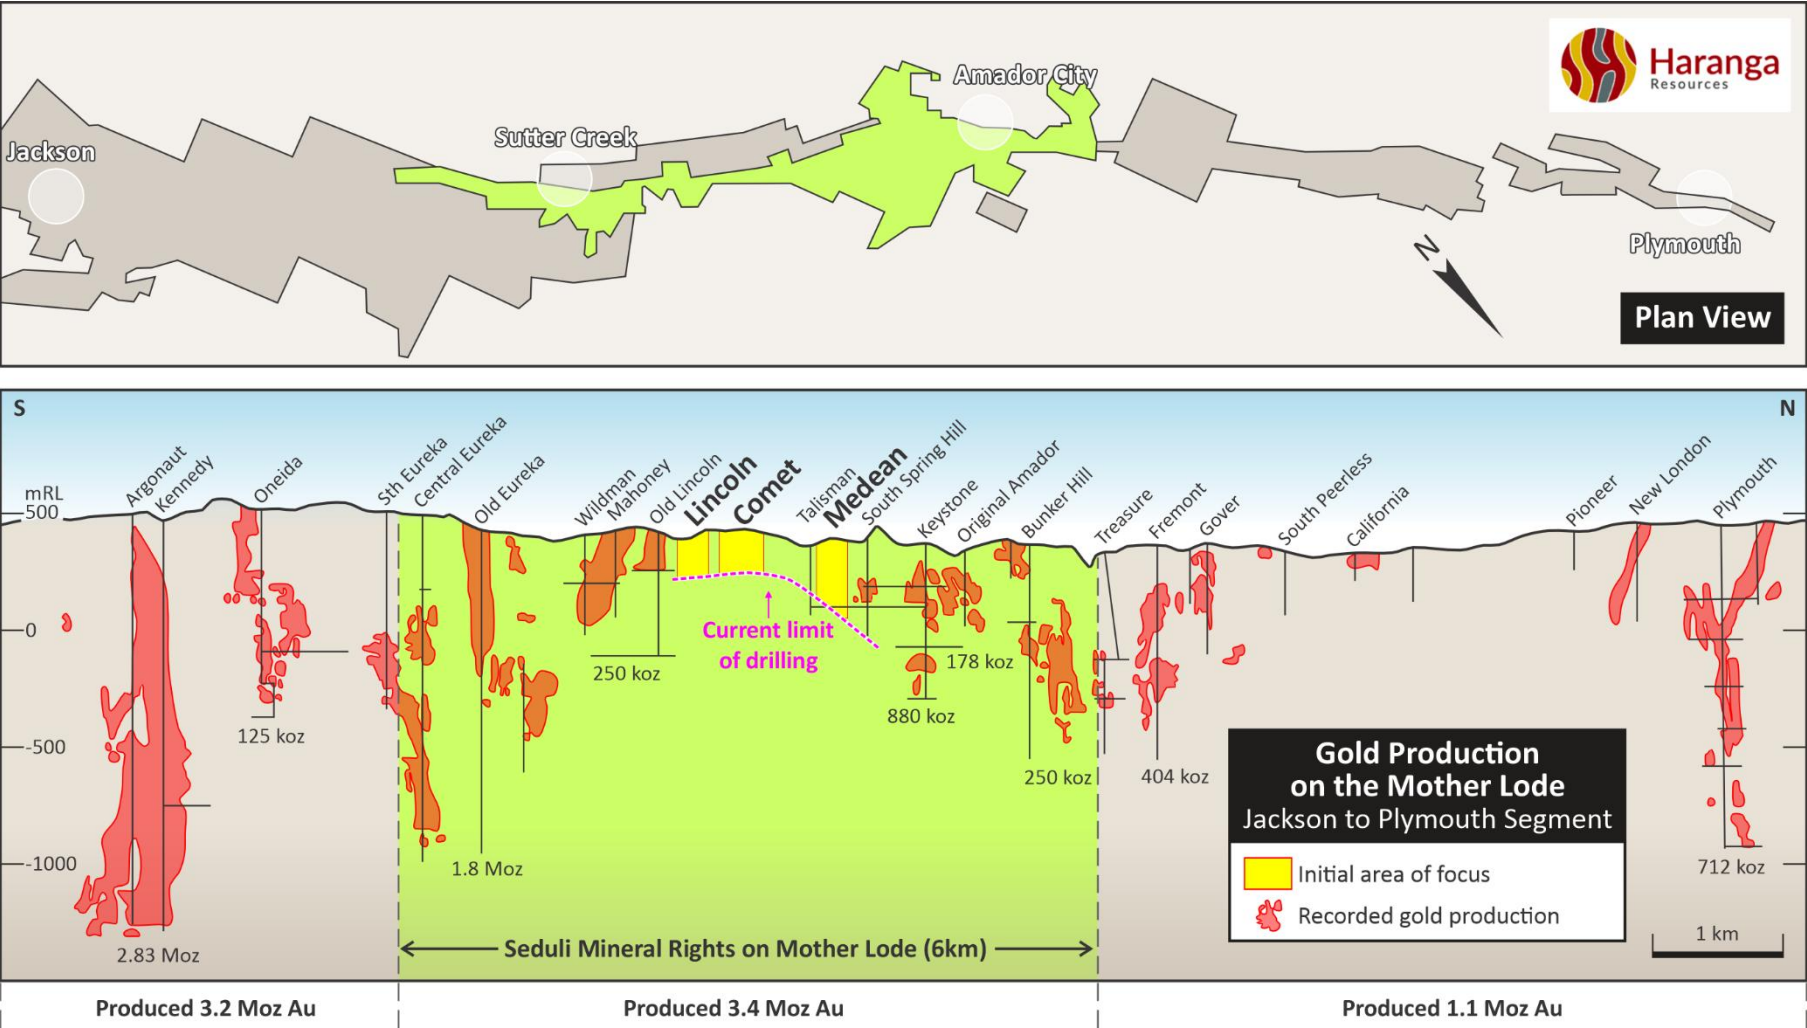 Haranga
Resources
Amador City
Sutter Creek
Jackson
Plymouth
N
Plan View
S
N
mRL
500
0
-500
-1000
Argonaut
Kennedy
Oneida
Sth Eureka
Central Eureka
Old Eureka
Wildman
Mahoney
Old Lincoln
Lincoln
Comet
Talisman
Medean
South Spring Hill
Keystone
Original Amador
Bunker Hill
Treasure
Fremont
Gover
South Peerless
California
Pioneer
New London
Plymouth
Current limit
of drilling
250 koz
178 koz
880 koz
125 koz
250 koz
404 koz
1.8 Moz
712 koz
2.83 Moz
Gold Production
on the Mother Lode
Jackson to Plymouth Segment
Initial area of focus
Recorded gold production
1 km
Seduli Mineral Rights on Mother Lode (6km)
Produced 3.2 Moz Au
Produced 3.4 Moz Au
Produced 1.1 Moz Au